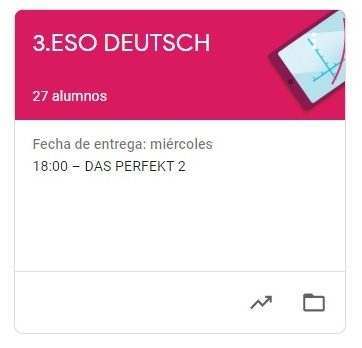 3.ESO DEUTSCH
27 alumnos
Fecha de entrega: miércoles
18:00 – DAS PERFEKT 2